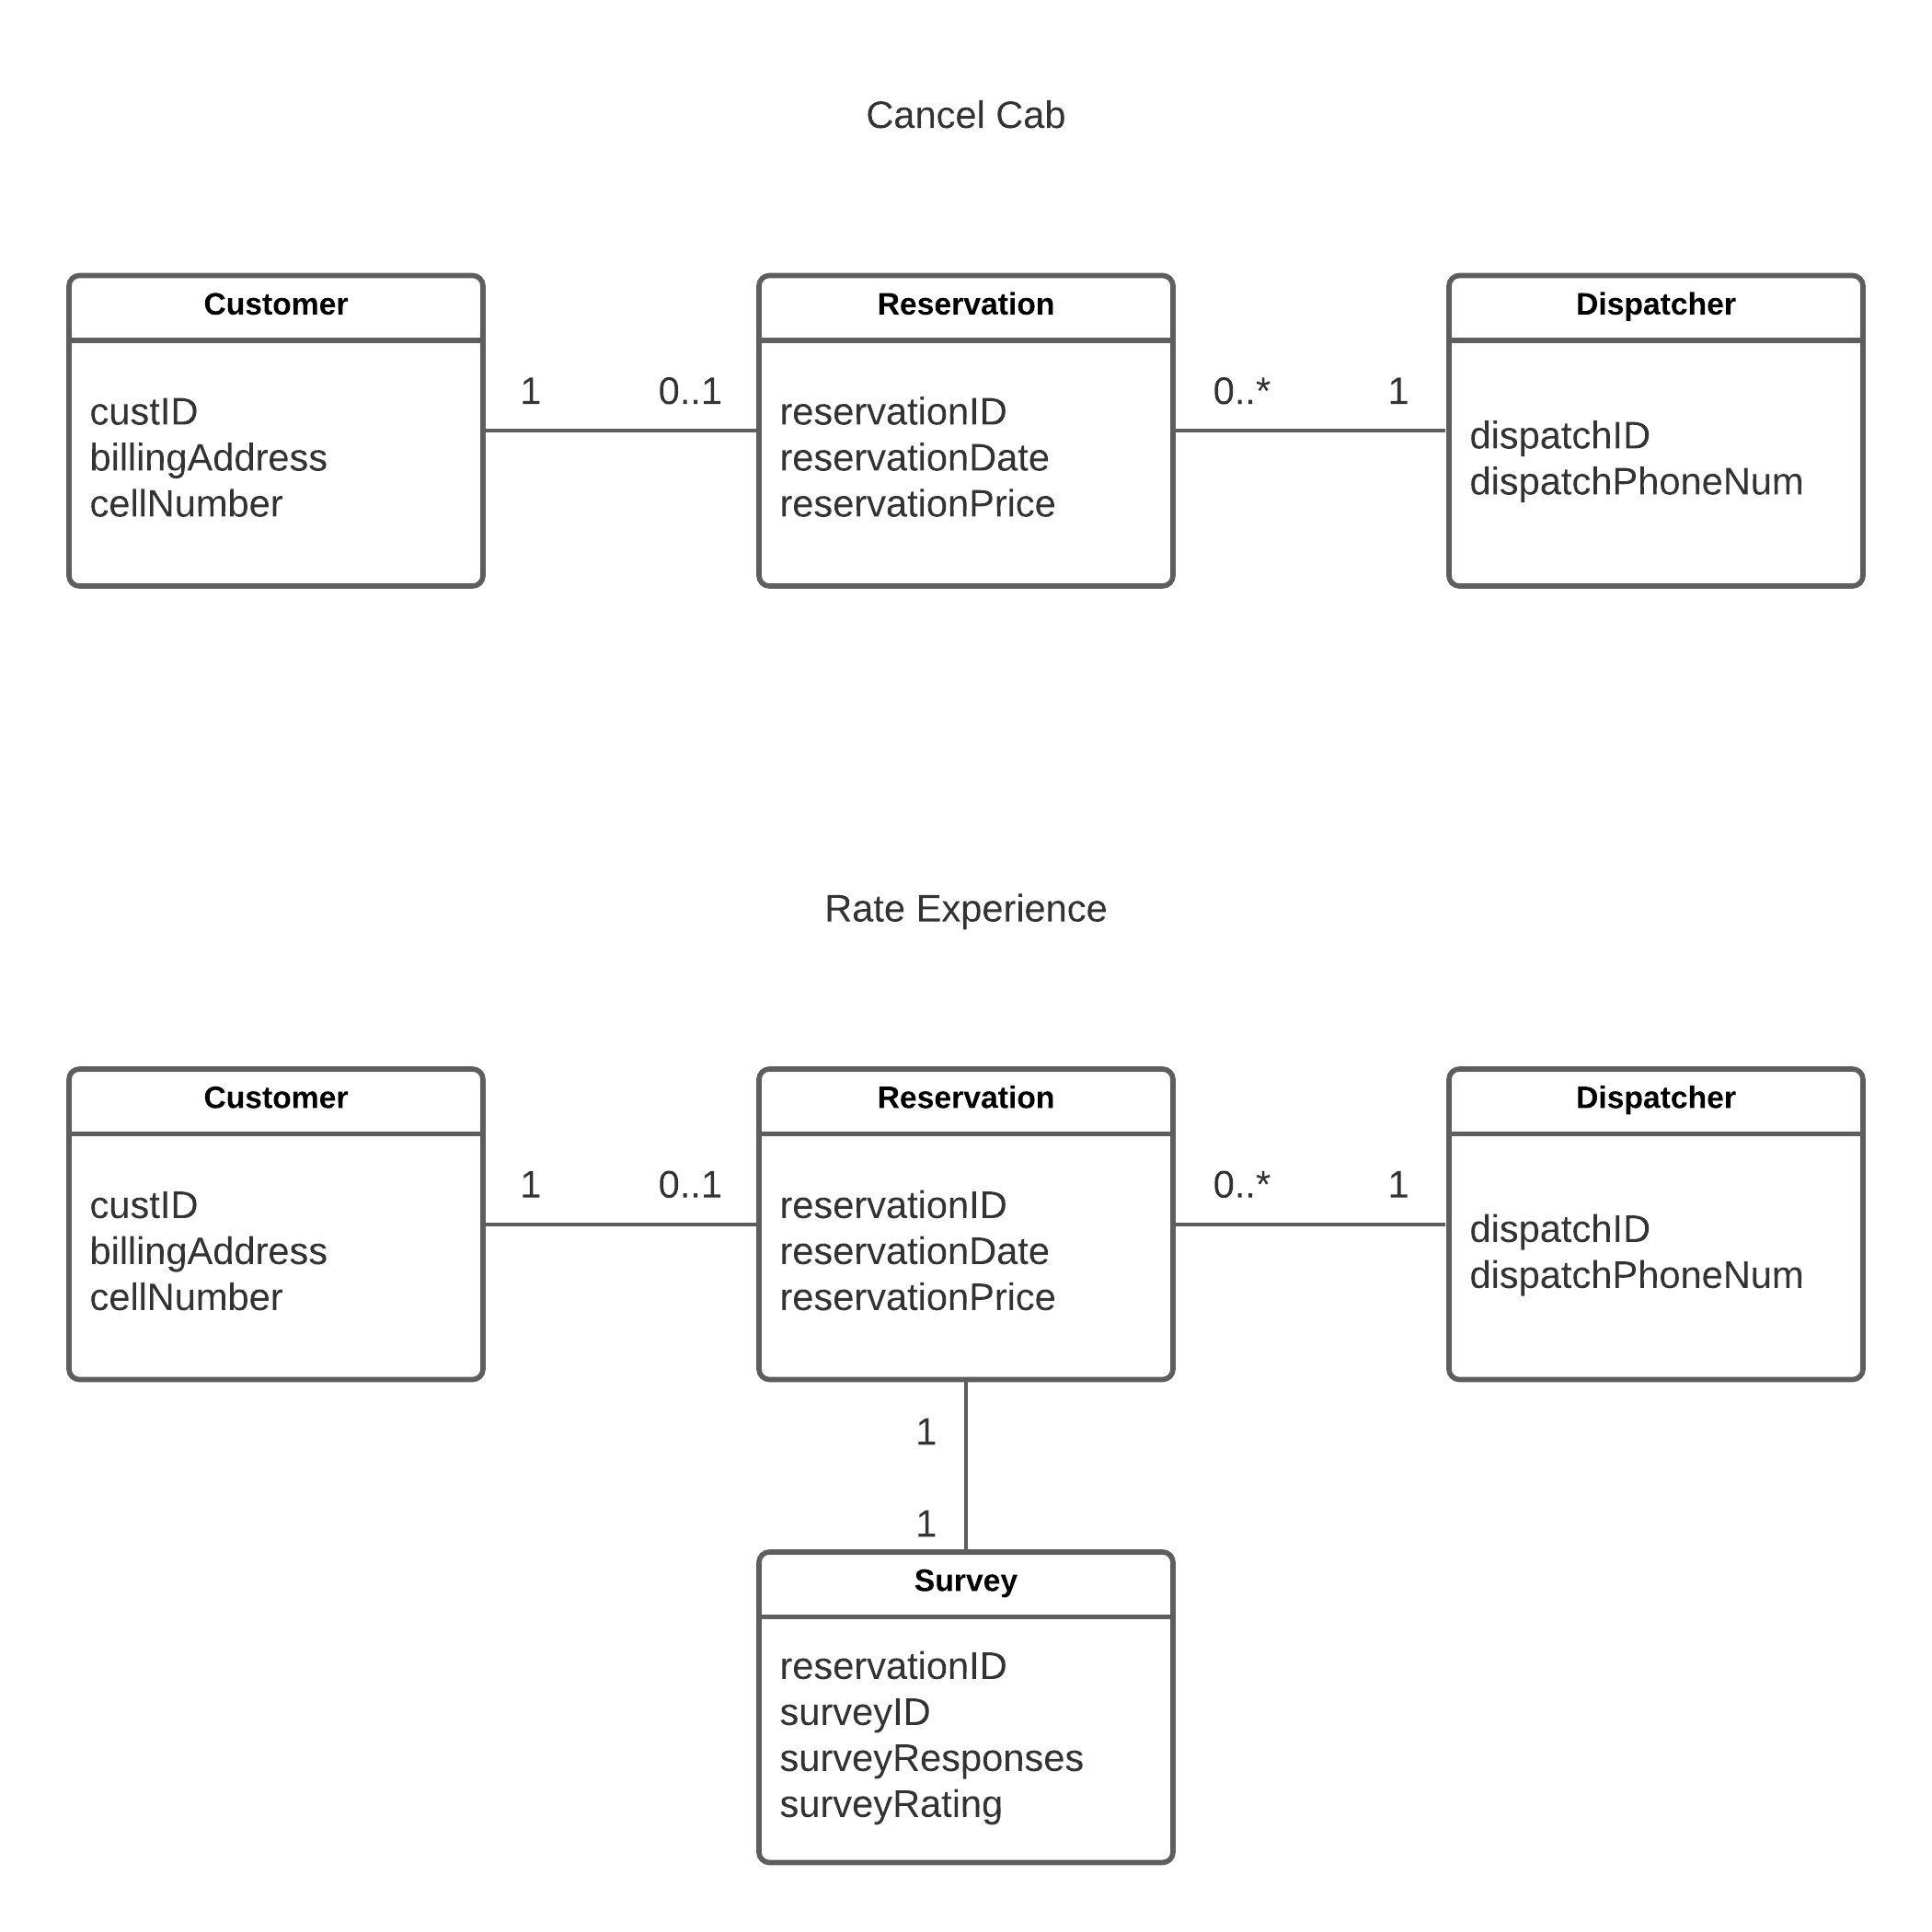 Cancel Cab
Customer
custID
billingAddress
cellNumber
1
0..1
Reservation
reservationID
reservationDate
reservationPrice
0..*
1
Dispatcher
dispatchID
dispatchPhoneNum
Rate Experience
Customer
custID
billingAddress
cellNumber
1
0..1
Reservation
reservationID
reservationDate
reservationPrice
0..*
1
Dispatcher
dispatchID
dispatchPhoneNum
1
1
Survey
reservationID
surveyID
surveyResponses
surveyRating